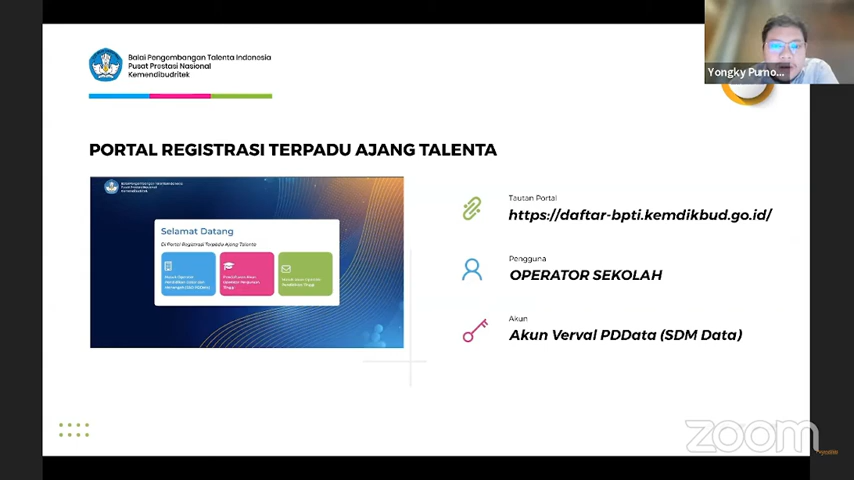 Balai Pengembangan Talenta Indonesia
Pusat Prestasi Nasional
Kemendibudritek
Yongky Purno...
PORTAL REGISTRASI TERPADU AJANG TALENTA
Selamat Datang
di Portal Registrasi Terpadu Ajang Talenta
Tautan Portal
https://daftar-bpti.kemdikbud.go.id/
Pengguna
OPERATOR SEKOLAH
Akun
Akun Verval PDData (SDM Data)
zoom